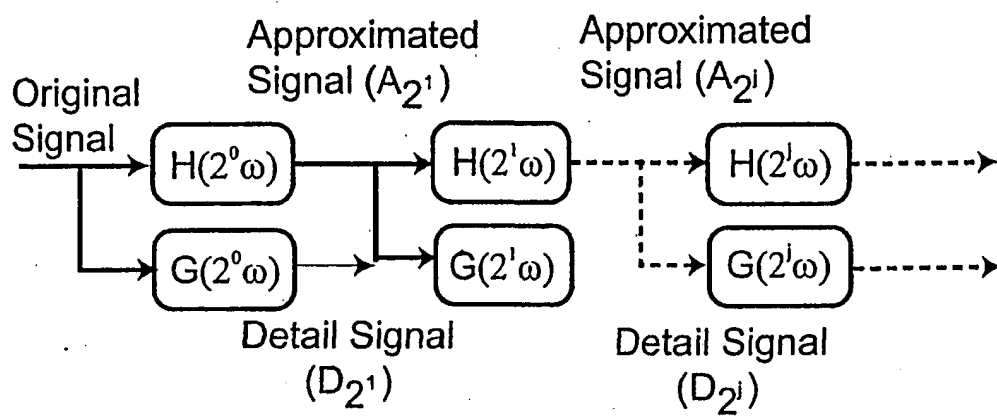 Approximated
Signal (A₂¹)
Approximated
Signal (A₂ʲ)
Original
Signal
H(2⁰ω)
H(2¹ω)
H(2ʲω)
G(2⁰ω)
G(2¹ω)
G(2ʲω)
Detail Signal
(D₂¹)
Detail Signal
(D₂ʲ)